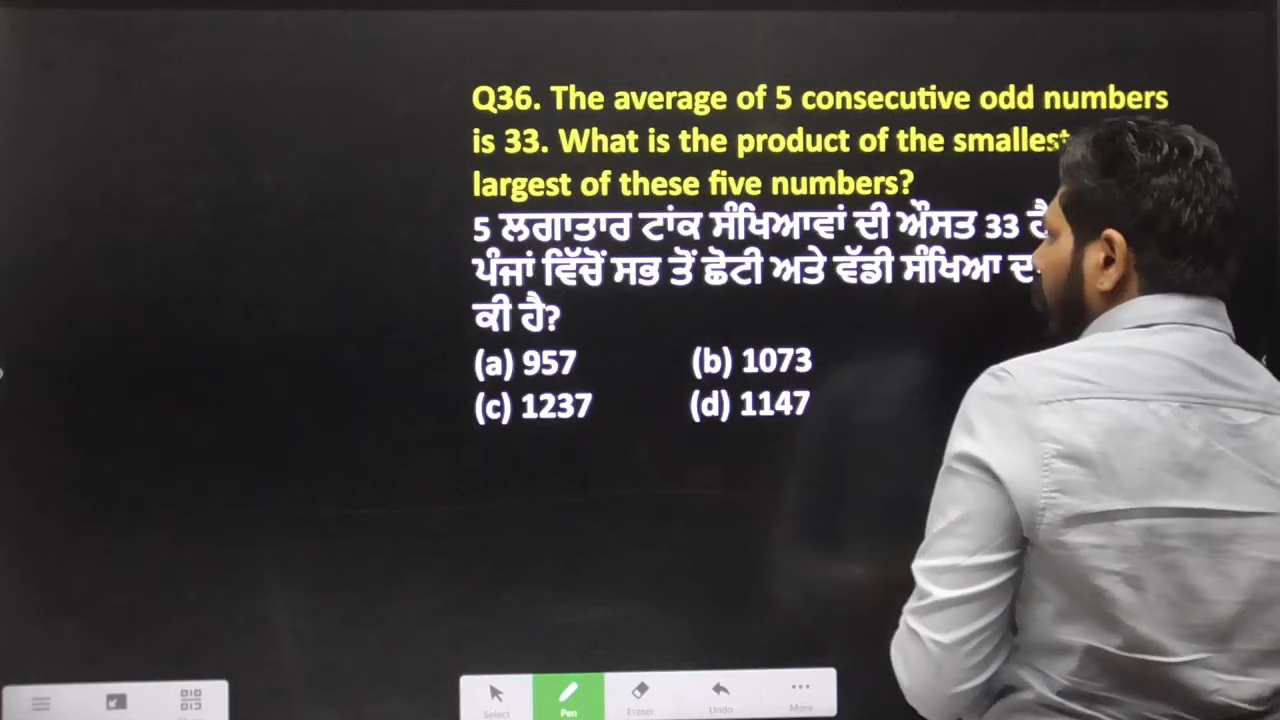 Q36. The average of 5 consecutive odd numbers
is 33. What is the product of the smallest
largest of these five numbers?
5 ਲਗਾਤਾਰ ਟਾਂਕ ਸੰਖਿਆਵਾਂ ਦੀ ਔਸਤ 33 ਹੈ
ਪੰਜਾਂ ਵਿੱਚੋਂ ਸਭ ਤੋਂ ਛੋਟੀ ਅਤੇ ਵੱਡੀ ਸੰਖਿਆ
ਕੀ ਹੈ?
(a) 957 (b) 1073
(c) 1237 (d) 1147
Select Pen Eraser Undo More